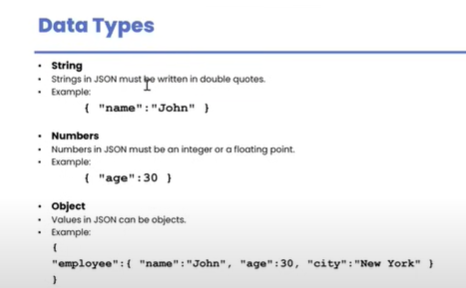 Data Types
• String
• Strings in JSON must be written in double quotes.
• Example:
{ "name":"John" }
• Numbers
• Numbers in JSON must be an integer or a floating point.
• Example:
{ "age":30 }
• Object
• Values in JSON can be objects.
• Example:
{
"employee":{ "name":"John", "age":30, "city":"New York" }
}